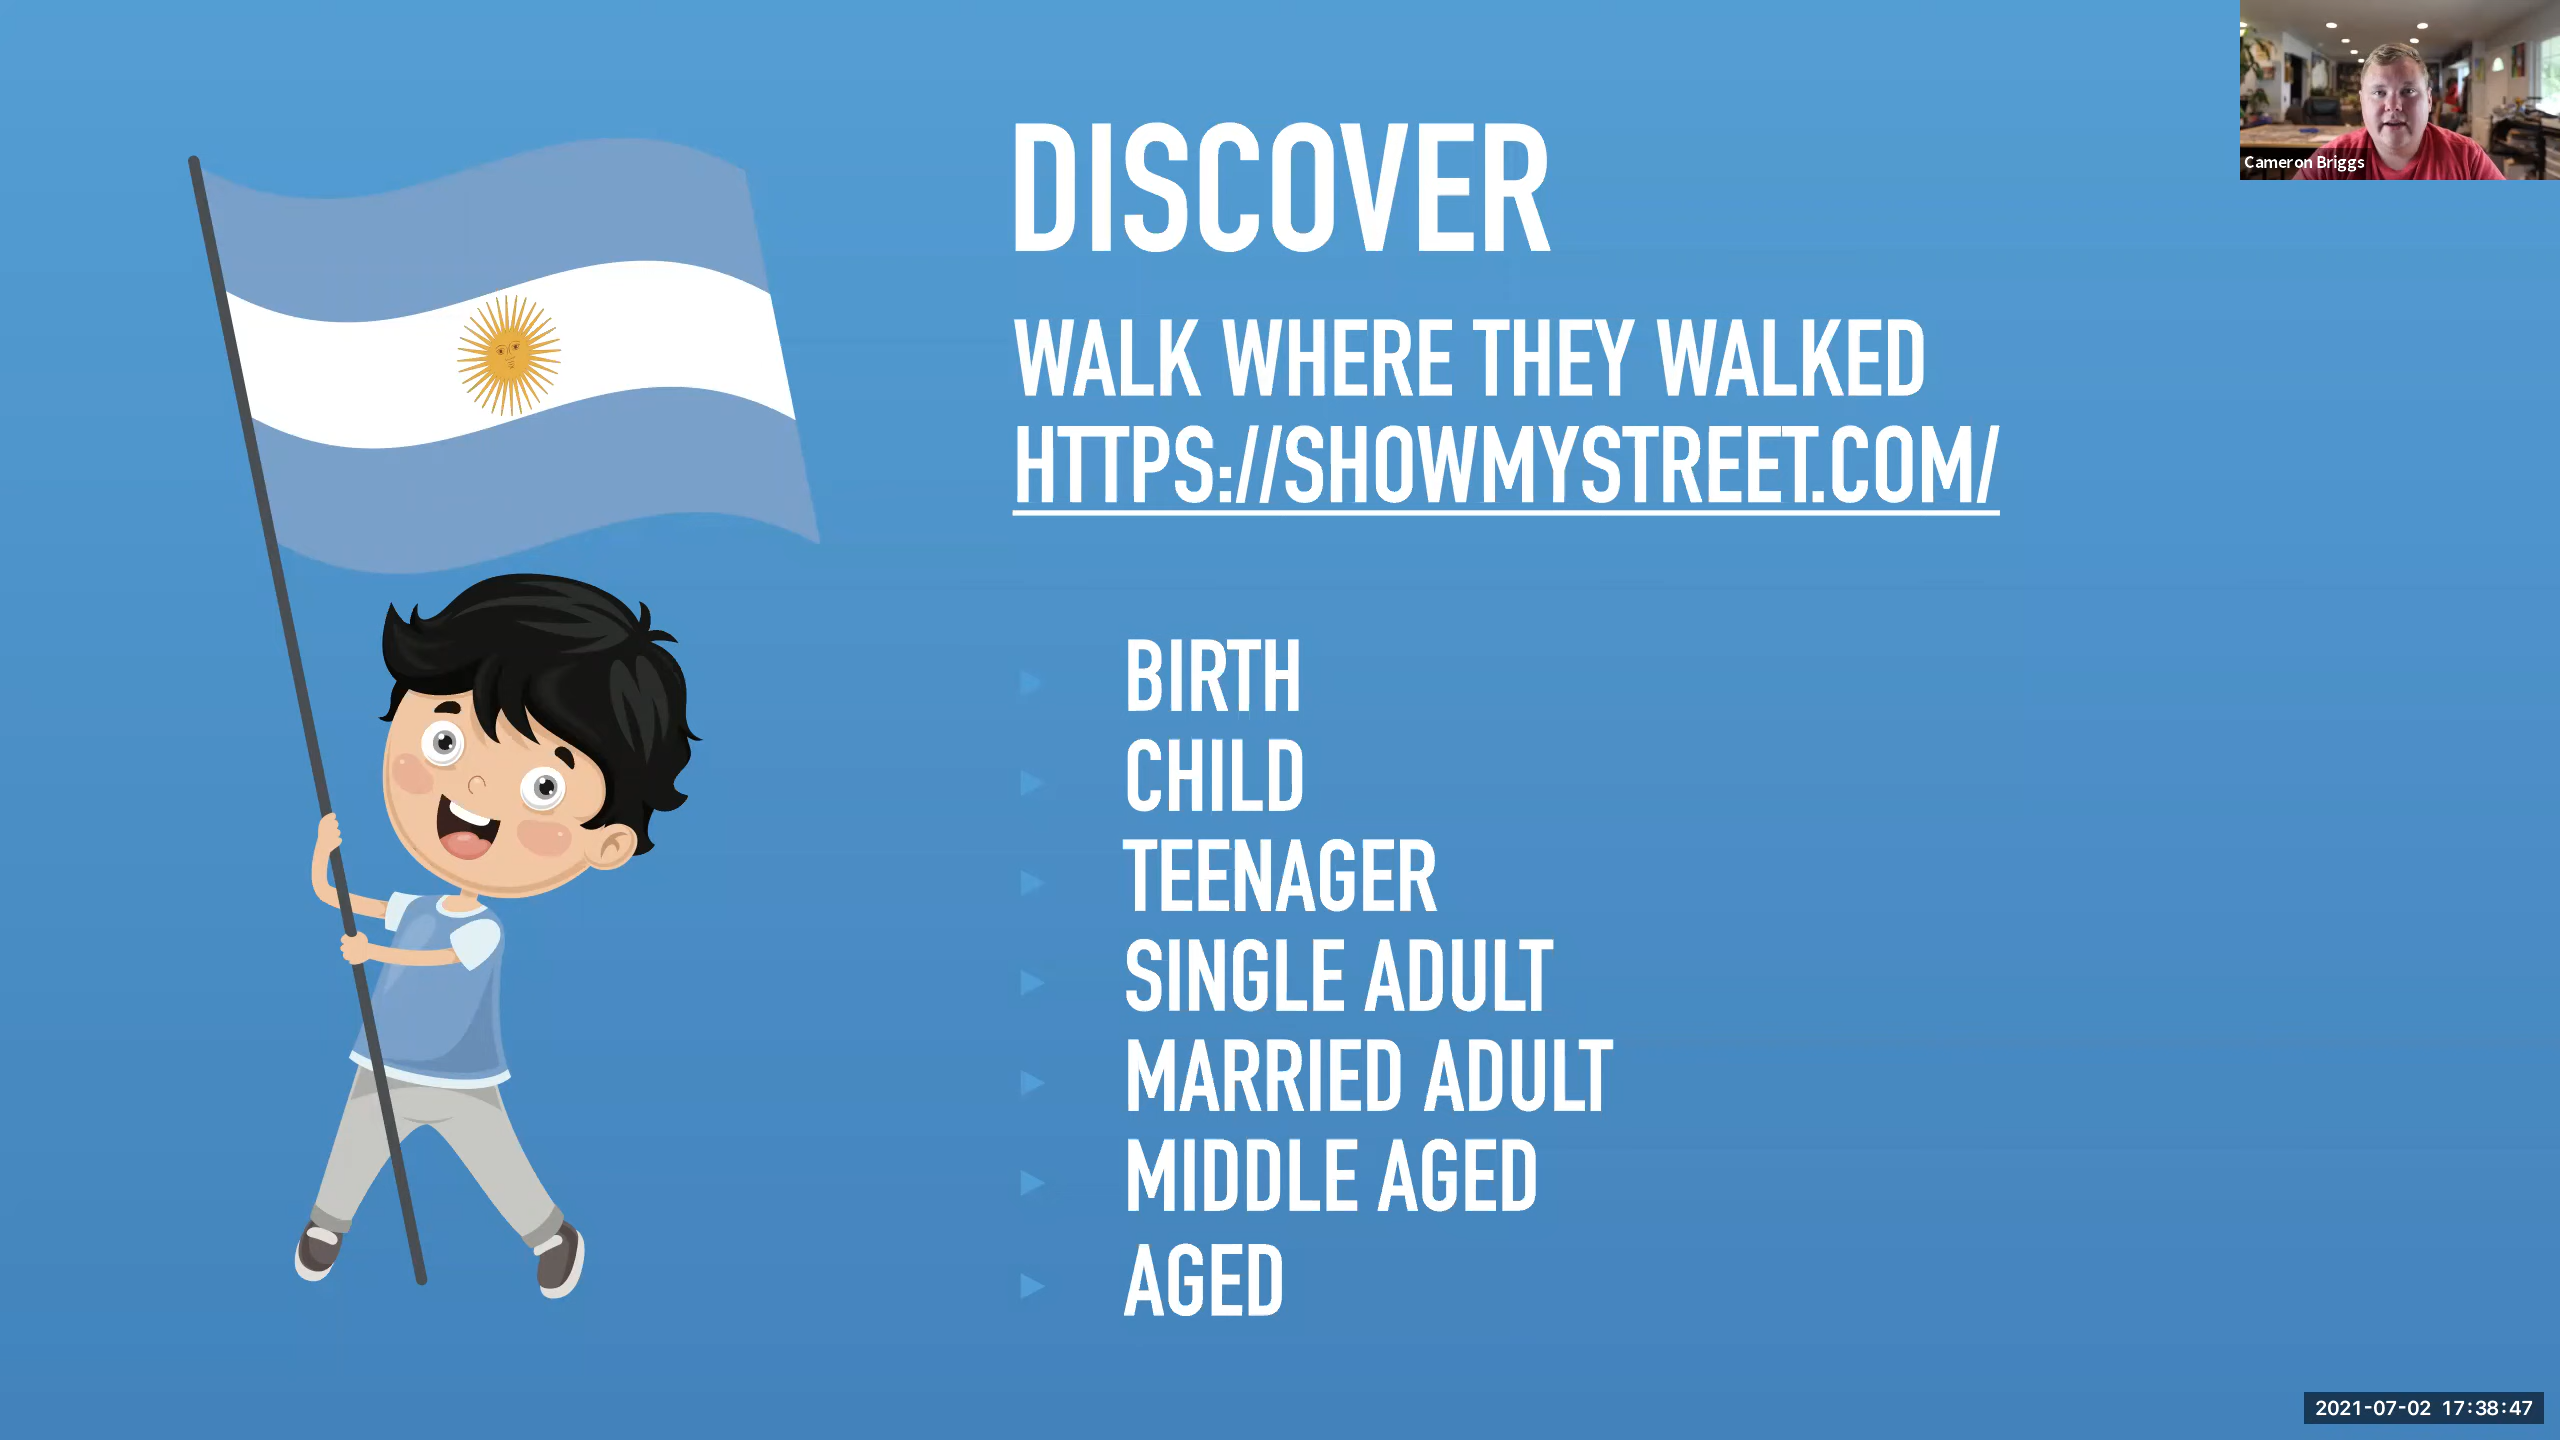 DISCOVER
WALK WHERE THEY WALKED
HTTPS://SHOWMYSTREET.COM/
BIRTH
CHILD
TEENAGER
SINGLE ADULT
MARRIED ADULT
MIDDLE AGED
AGED
Cameron Briggs
2021-07-02 17:38:47